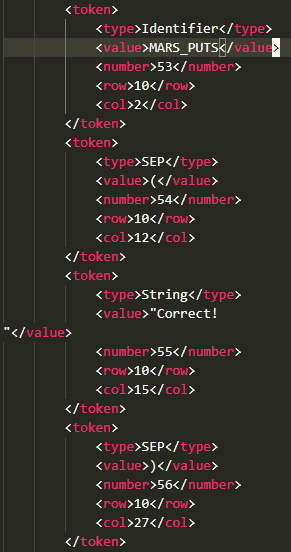 <token>
<type>Identifier</type>
<value>MARS_PUTS</value>
<number>53</number>
<row>10</row>
<col>2</col>
</token>
<token>
<type>SEP</type>
<value>(</value>
<number>54</number>
<row>10</row>
<col>12</col>
</token>
<token>
<type>String</type>
<value>"Correct!
"</value>
<number>55</number>
<row>10</row>
<col>15</col>
</token>
<token>
<type>SEP</type>
<value>)</value>
<number>56</number>
<row>10</row>
<col>27</col>
</token>